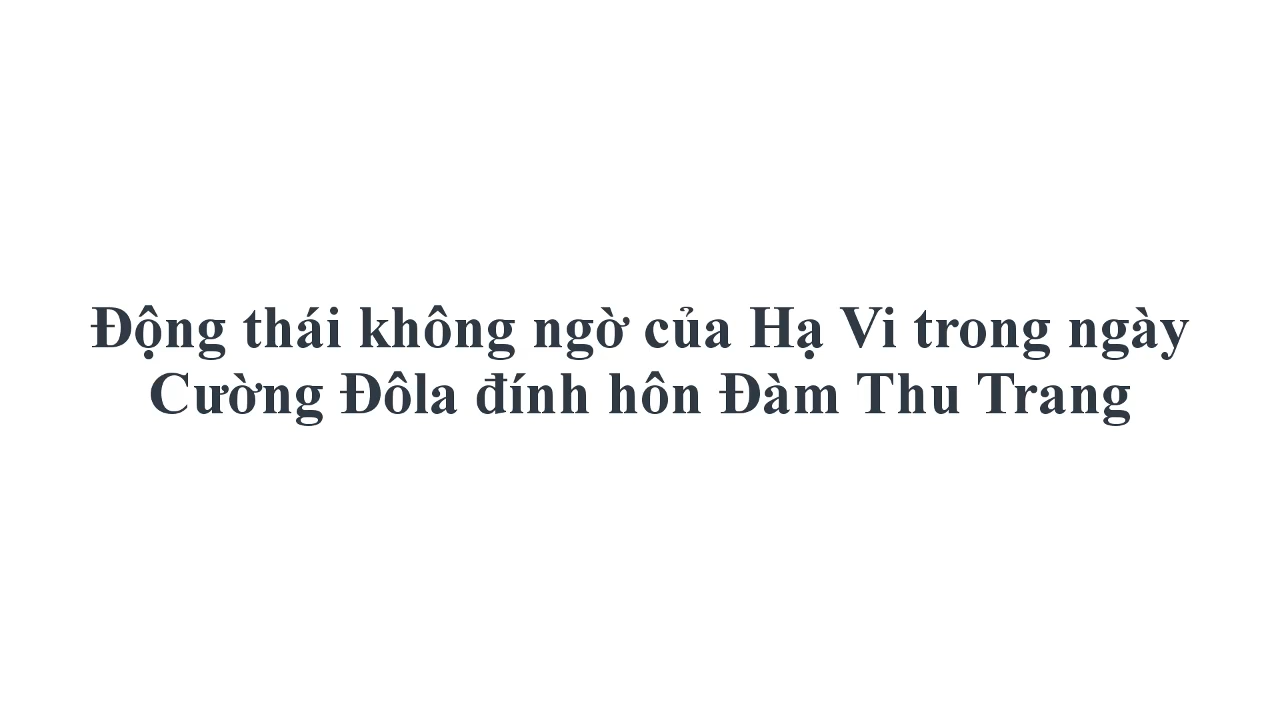 Động thái không ngờ của Hạ Vi trong ngày
Cường Đôla đính hôn Đàm Thu Trang